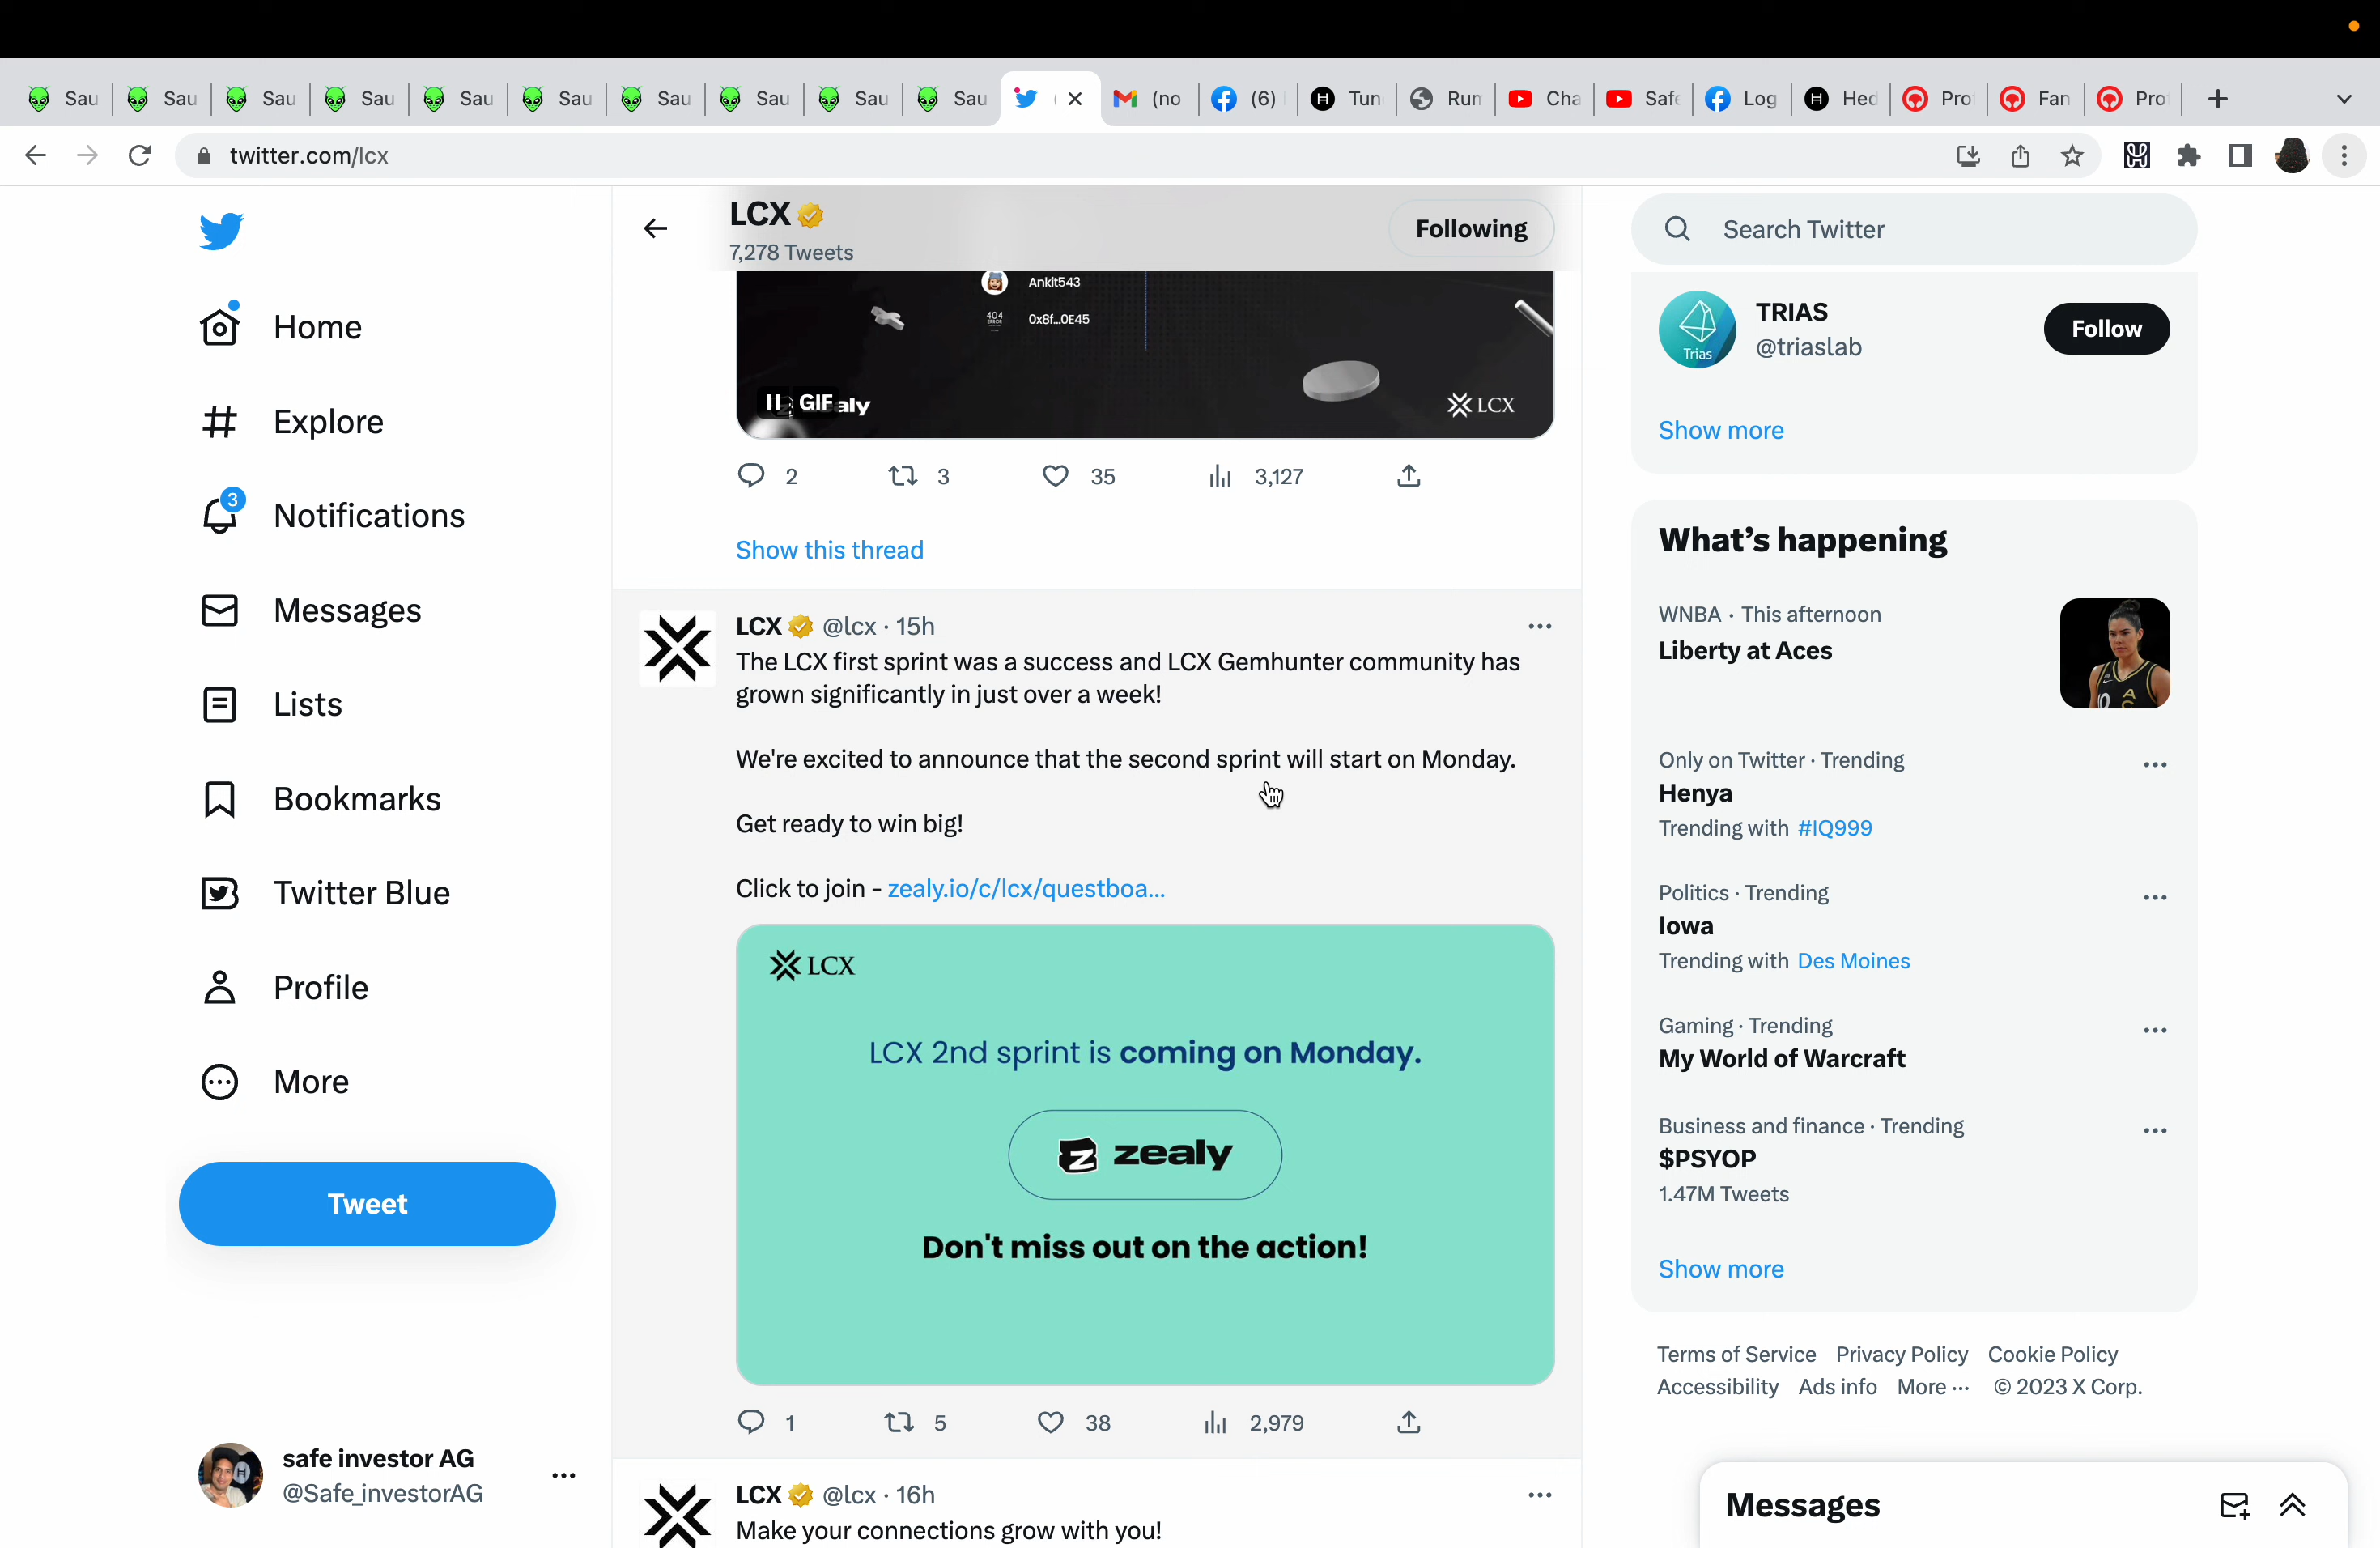 Sau
Sau
Sau
Sau
Sau
Sau
Sau
Sau
Sau
Sau
(no
(6)
Tun
Run
Cha
Safe
Log
Hed
Pro
Fan
Pro
twitter.com/lcx
LCX
7,278 Tweets
Following
Search Twitter
Home
Explore
3
Notifications
Messages
Lists
Bookmarks
Twitter Blue
Profile
More
Tweet
safe investor AG
@Safe_investorAG
Ankit543
404
0x8f...0E45
GIF
aly
LCX
2
3
35
3,127
Show this thread
LCX @lcx · 15h
The LCX first sprint was a success and LCX Gemhunter community has
grown significantly in just over a week!
We're excited to announce that the second sprint will start on Monday.
Get ready to win big!
Click to join - zealy.io/c/lcx/questboa...
LCX
LCX 2nd sprint is coming on Monday.
zealy
Don't miss out on the action!
1
5
38
2,979
LCX @lcx · 16h
Make your connections grow with you!
Trias
TRIAS
@triaslab
Follow
Show more
What's happening
WNBA · This afternoon
Liberty at Aces
Only on Twitter · Trending
Henya
Trending with #IQ999
Politics · Trending
Iowa
Trending with Des Moines
Gaming · Trending
My World of Warcraft
Business and finance · Trending
$PSYOP
1.47M Tweets
Show more
Terms of Service Privacy Policy Cookie Policy
Accessibility Ads info More ··· © 2023 X Corp.
Messages